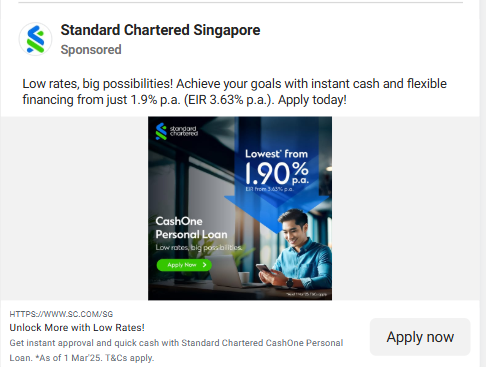 Standard Chartered Singapore
Sponsored
Low rates, big possibilities! Achieve your goals with instant cash and flexible
financing from just 1.9% p.a. (EIR 3.63% p.a.). Apply today!
standard
chartered
Lowest* from
1.90% p.a.
EIR from 3.63% p.a.
CashOne
Personal Loan
Low rates, big possibilities.
Apply Now >
HTTPS://WWW.SC.COM/SG
Unlock More with Low Rates!
Get instant approval and quick cash with Standard Chartered CashOne Personal
Loan. *As of 1 Mar'25. T&Cs apply.
Apply now